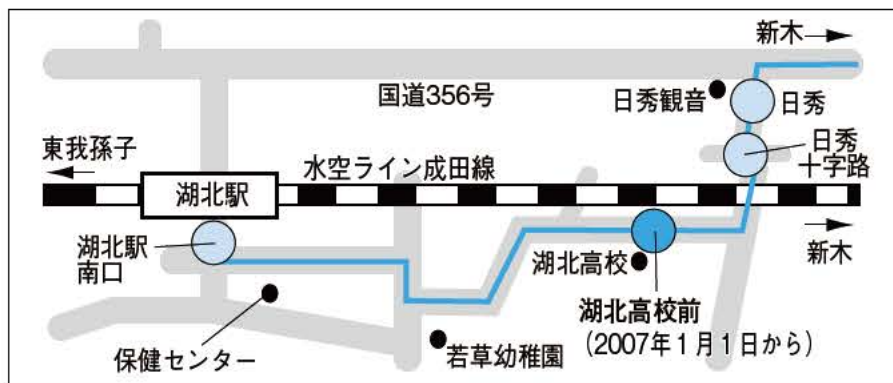 新木
国道356号
日秀観音
日秀
日秀
十字路
東我孫子
水空ライン成田線
湖北駅
湖北駅
南口
新木
湖北高校
湖北高校前
(2007年1月1日から)
保健センター
若草幼稚園